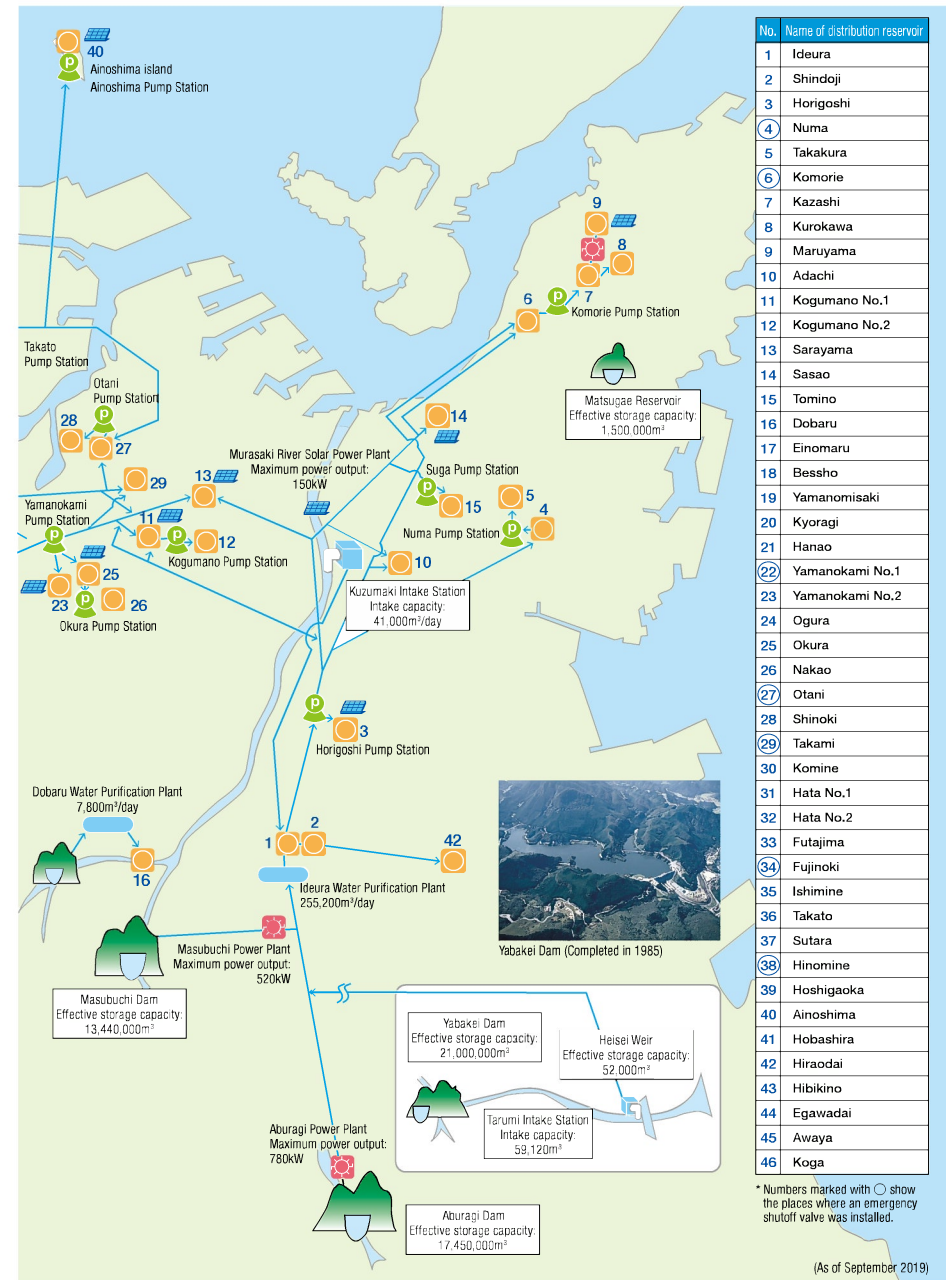 40
Ainoshima island
Ainoshima Pump Station
P
9
8
7
6
P
Komorie Pump Station
Takato
Pump Station
Otani
Pump Station
P
28
27
Matsugae Reservoir
Effective storage capacity:
1,500,000m³
14
Murasaki River Solar Power Plant
Maximum power output:
150kW
Suga Pump Station
P
15
29
13
5
4
Numa Pump Station
P
Yamanokami
Pump Station
P
11
P
12
Kogumano Pump Station
10
25
23
P
26
Okura Pump Station
Kuzumaki Intake Station
Intake capacity:
41,000m³/day
P
3
Horigoshi Pump Station
Dobaru Water Purification Plant
7,800m³/day
16
1
2
42
Ideura Water Purification Plant
255,200m³/day
Masubuchi Power Plant
Maximum power output:
520kW
Yabakei Dam (Completed in 1985)
Masubuchi Dam
Effective storage capacity:
13,440,000m³
Yabakei Dam
Effective storage capacity:
21,000,000m³
Heisei Weir
Effective storage capacity:
52,000m³
Tarumi Intake Station
Intake capacity:
59,120m³
Aburagi Power Plant
Maximum power output:
780kW
Aburagi Dam
Effective storage capacity:
17,450,000m³
No. Name of distribution reservoir
1 Ideura
2 Shindoji
3 Horigoshi
4 Numa
5 Takakura
6 Komorie
7 Kazashi
8 Kurokawa
9 Maruyama
10 Adachi
11 Kogumano No.1
12 Kogumano No.2
13 Sarayama
14 Sasao
15 Tomino
16 Dobaru
17 Einomaru
18 Bessho
19 Yamanomisaki
20 Kyoragi
21 Hanao
22 Yamanokami No.1
23 Yamanokami No.2
24 Ogura
25 Okura
26 Nakao
27 Otani
28 Shinoki
29 Takami
30 Komine
31 Hata No.1
32 Hata No.2
33 Futajima
34 Fujinoki
35 Ishimine
36 Takato
37 Sutara
38 Hinomine
39 Hoshigaoka
40 Ainoshima
41 Hobashira
42 Hiraodai
43 Hibikino
44 Egawadai
45 Awaya
46 Koga
* Numbers marked with ○ show
the places where an emergency
shutoff valve was installed.
(As of September 2019)